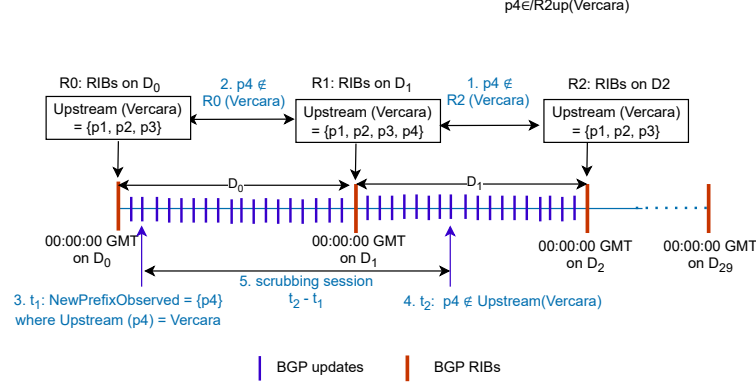 p4∈/R2up(Vercara)
R0: RIBs on D0
2. p4 ∉
R0 (Vercara)
R1: RIBs on D1
1. p4 ∉
R2 (Vercara)
R2: RIBs on D2
Upstream (Vercara)
= {p1, p2, p3}
Upstream (Vercara)
= {p1, p2, p3, p4}
Upstream (Vercara)
= {p1, p2, p3}
D0
D1
00:00:00 GMT
on D0
00:00:00 GMT
on D1
00:00:00 GMT
on D2
00:00:00 GMT
on D29
3. t1: NewPrefixObserved = {p4}
where Upstream (p4) = Vercara
5. scrubbing session
t2 - t1
4. t2: p4 ∉ Upstream(Vercara)
BGP updates
BGP RIBs